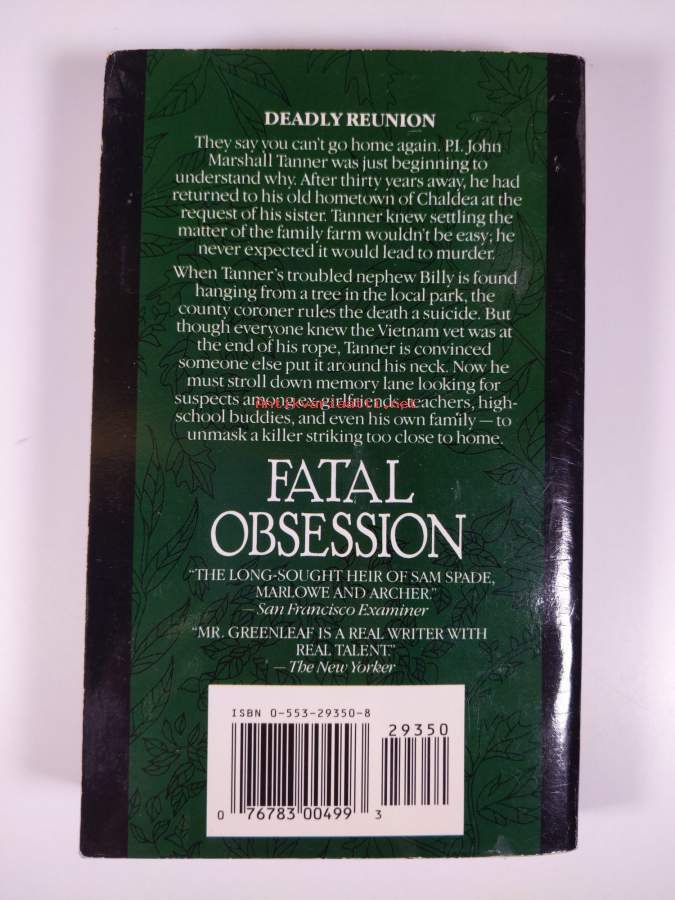 DEADLY REUNION
They say you can't go home again. P.I. John
Marshall Tanner was just beginning to
understand why. After thirty years away, he had
returned to his old hometown of Chaldea at the
request of his sister. Tanner knew settling the
matter of the family farm wouldn't be easy; he
never expected it would lead to murder.
When Tanner's troubled nephew Billy is found
hanging from a tree in the local park, the
county coroner rules the death a suicide. But
though everyone knew the Vietnam vet was at
the end of his rope, Tanner is convinced
someone else put it around his neck. Now he
must stroll down memory lane looking for
suspects among ex-girlfriends, teachers, high-
school buddies, and even his own family — to
unmask a killer striking too close to home.
FATAL
OBSESSION
"THE LONG-SOUGHT HEIR OF SAM SPADE,
MARLOWE AND ARCHER."
— San Francisco Examiner
"MR. GREENLEAF IS A REAL WRITER WITH
REAL TALENT."
— The New Yorker
ISBN 0-553-29350-8
29350
0 76783 00499 3